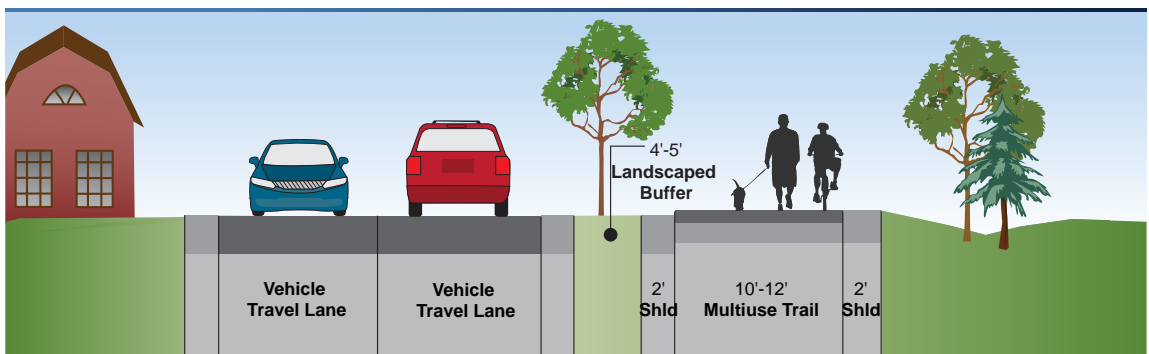 4'-5'
Landscaped
Buffer
Vehicle
Travel Lane
Vehicle
Travel Lane
2'
Shld
10'-12'
Multiuse Trail
2'
Shld